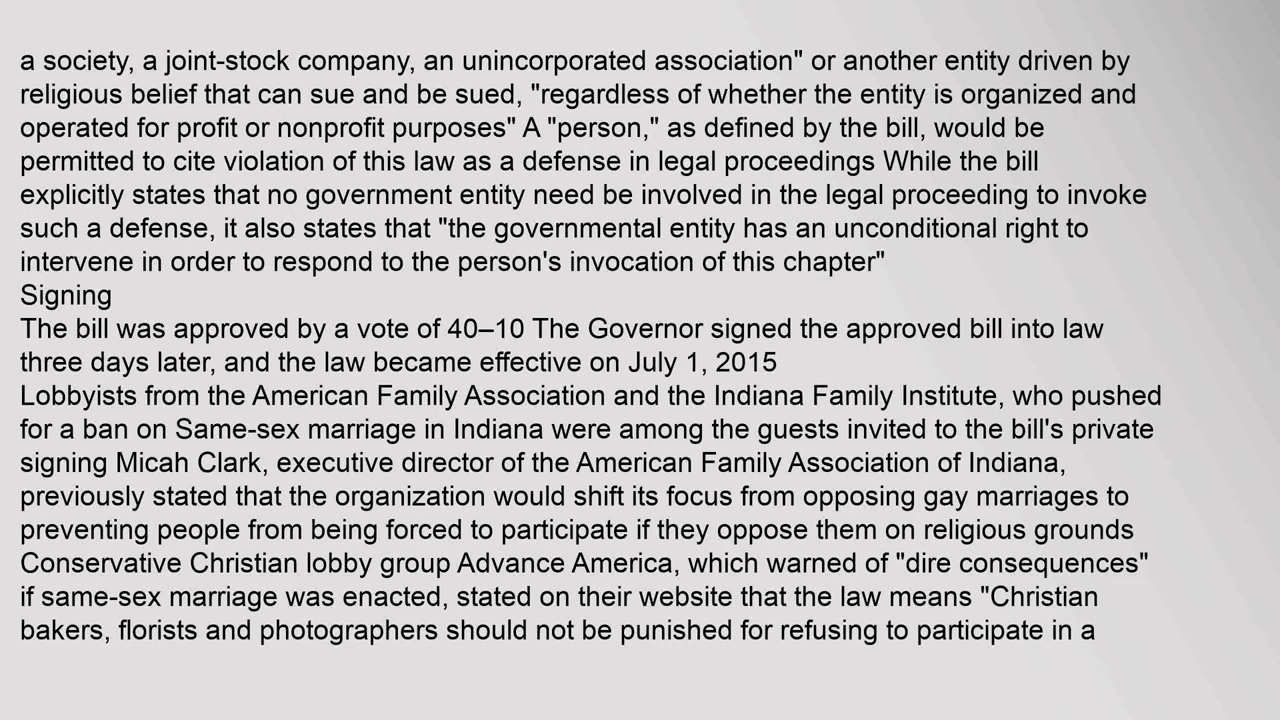 a society, a joint-stock company, an unincorporated association" or another entity driven by
religious belief that can sue and be sued, "regardless of whether the entity is organized and
operated for profit or nonprofit purposes" A "person," as defined by the bill, would be
permitted to cite violation of this law as a defense in legal proceedings While the bill
explicitly states that no government entity need be involved in the legal proceeding to invoke
such a defense, it also states that "the governmental entity has an unconditional right to
intervene in order to respond to the person's invocation of this chapter"
Signing
The bill was approved by a vote of 40–10 The Governor signed the approved bill into law
three days later, and the law became effective on July 1, 2015
Lobbyists from the American Family Association and the Indiana Family Institute, who pushed
for a ban on Same-sex marriage in Indiana were among the guests invited to the bill's private
signing Micah Clark, executive director of the American Family Association of Indiana,
previously stated that the organization would shift its focus from opposing gay marriages to
preventing people from being forced to participate if they oppose them on religious grounds
Conservative Christian lobby group Advance America, which warned of "dire consequences"
if same-sex marriage was enacted, stated on their website that the law means "Christian
bakers, florists and photographers should not be punished for refusing to participate in a